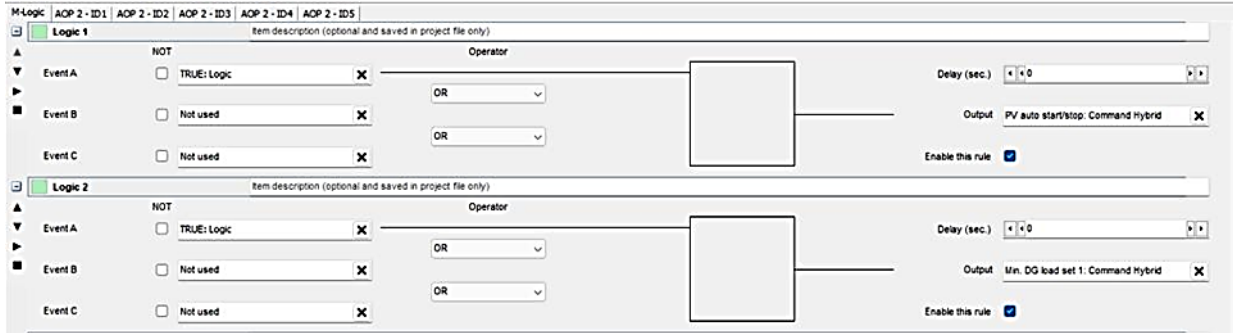 M-Logic AOP 2 - ID1 AOP 2 - ID2 AOP 2 - ID3 AOP 2 - ID4 AOP 2 - ID5
Logic 1 Item description (optional and saved in project file only)
NOT Operator
Event A TRUE: Logic Delay (sec.) 0
OR
Event B Not used Output PV auto start/stop: Command Hybrid
OR
Event C Not used Enable this rule
Logic 2 Item description (optional and saved in project file only)
NOT Operator
Event A TRUE: Logic Delay (sec.) 0
OR
Event B Not used Output Min. DG load set 1: Command Hybrid
OR
Event C Not used Enable this rule